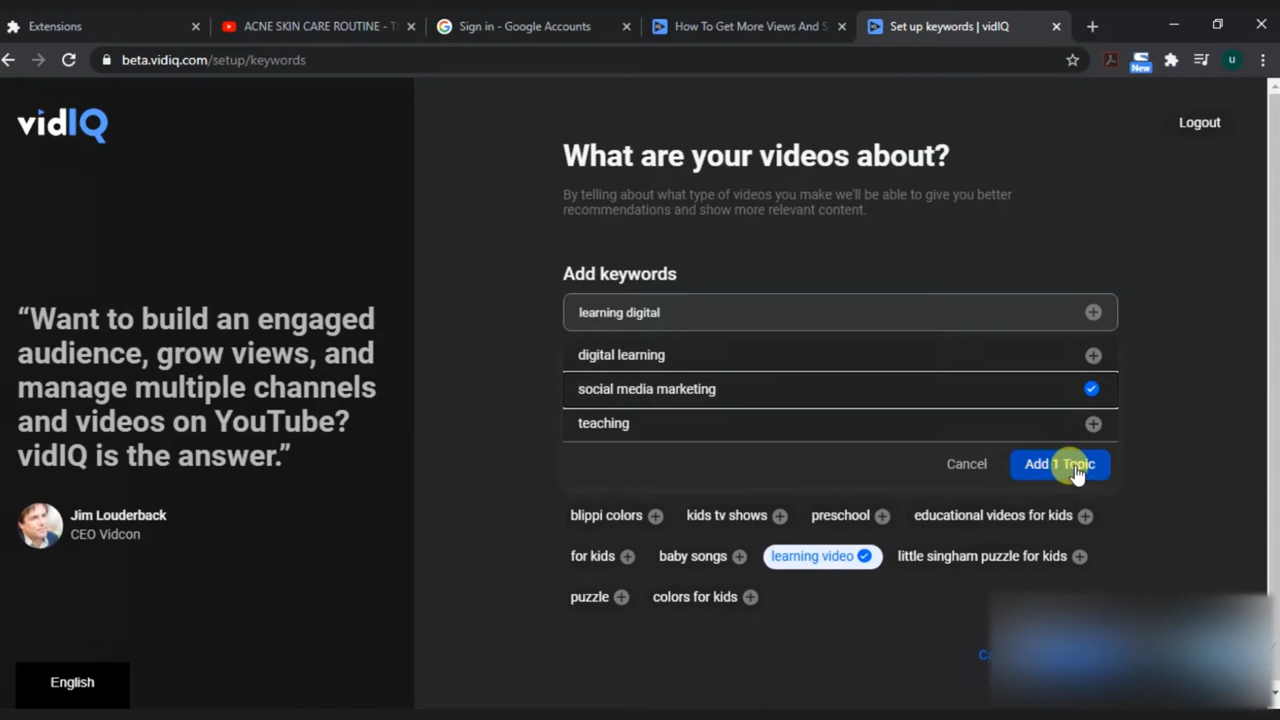 Extensions
ACNE SKIN CARE ROUTINE - T
Sign in - Google Accounts
How To Get More Views And S
Set up keywords | vidIQ
beta.vidiq.com/setup/keywords
New
u
vidIQ
Logout
What are your videos about?
By telling about what type of videos you make we'll be able to give you better
recommendations and show more relevant content.
Add keywords
learning digital
digital learning
social media marketing
teaching
Cancel
Add 1 Topic
“Want to build an engaged
audience, grow views, and
manage multiple channels
and videos on YouTube?
vidIQ is the answer.”
Jim Louderback
CEO Vidcon
blippi colors
kids tv shows
preschool
educational videos for kids
for kids
baby songs
learning video
little singham puzzle for kids
puzzle
colors for kids
English